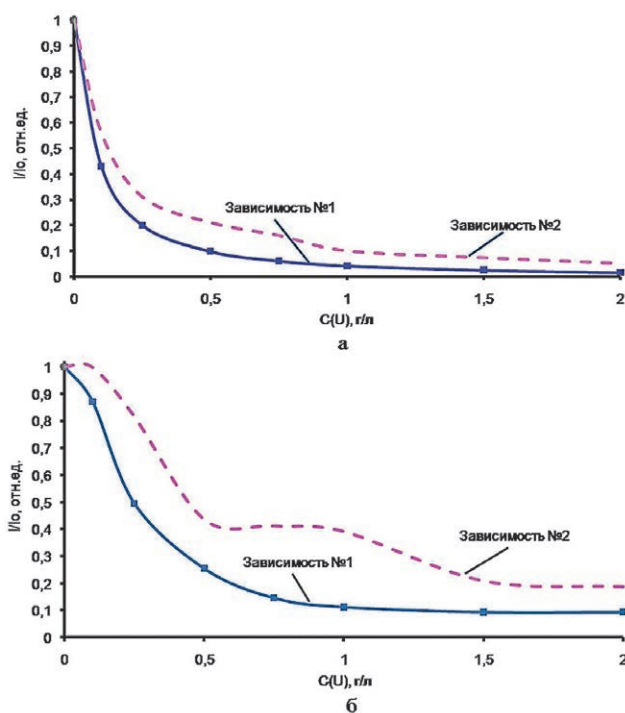 1
0,9
0,8
0,7
0,6
0,5
0,4
0,3
0,2
0,1
0
I/Io, отн.ед.
Зависимость №1
Зависимость №2
0 0,5 1 1,5 2
C(U), г/л
а
1
0,9
0,8
0,7
0,6
0,5
0,4
0,3
0,2
0,1
0
I/Io, отн.ед.
Зависимость №2
Зависимость №1
0 0,5 1 1,5 2
C(U), г/л
б